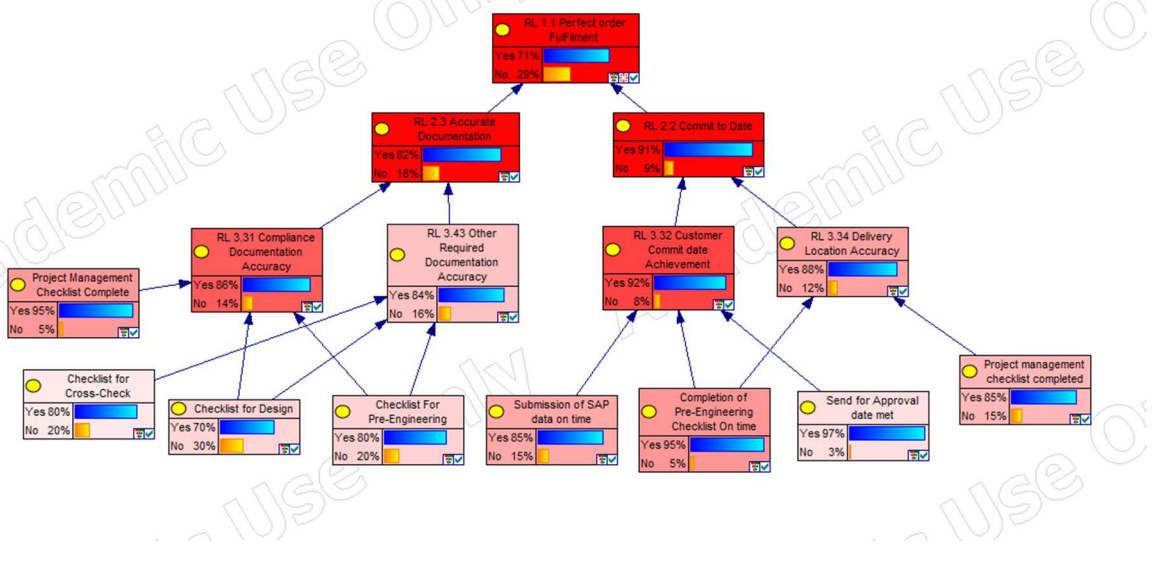 RL 1.1 Perfect order
FulFilment
Yes 71%
No 29%
RL 2.3 Accurate
Documentation
Yes 82%
No 18%
RL 2.2 Commit to Date
Yes 91%
No 9%
RL 3.31 Compliance
Documentation
Accuracy
Yes 86%
No 14%
RL 3.43 Other
Required
Documentation
Accuracy
Yes 84%
No 16%
RL 3.32 Customer
Commit date
Achievement
Yes 92%
No 8%
RL 3.34 Delivery
Location Accuracy
Yes 88%
No 12%
Project Management
Checklist Complete
Yes 95%
No 5%
Checklist for
Cross-Check
Yes 80%
No 20%
Checklist for Design
Yes 70%
No 30%
Checklist For
Pre-Engineering
Yes 80%
No 20%
Submission of SAP
data on time
Yes 85%
No 15%
Completion of
Pre-Engineering
Checklist On time
Yes 95%
No 5%
Send for Approval
date met
Yes 97%
No 3%
Project management
checklist completed
Yes 85%
No 15%
ademic Use Only
Academic Use O
ic Use Only
ic Use O